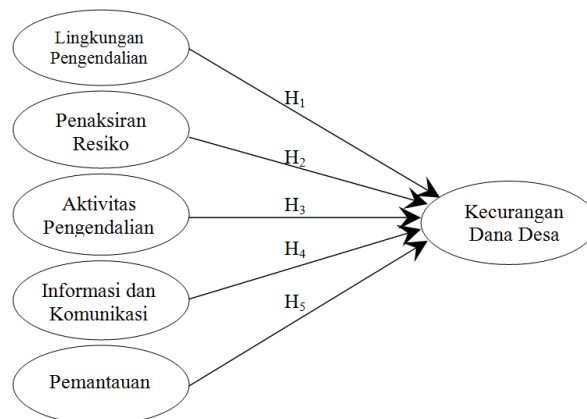 Lingkungan
Pengendalian
H1
Penaksiran
Resiko
H2
Aktivitas
Pengendalian
H3
Kecurangan
Dana Desa
H4
Informasi dan
Komunikasi
H5
Pemantauan